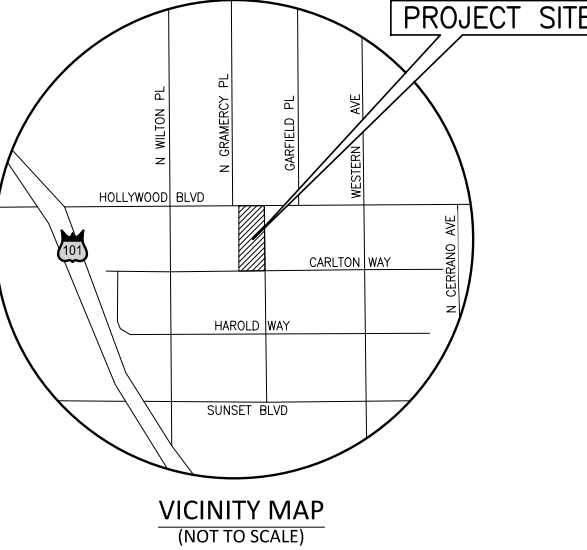 PROJECT SITE
N WILTON PL
N GRAMERCY PL
GARFIELD PL
WESTERN AVE
HOLLYWOOD BLVD
101
CARLTON WAY
N CERRANO AVE
HAROLD WAY
SUNSET BLVD
VICINITY MAP
(NOT TO SCALE)